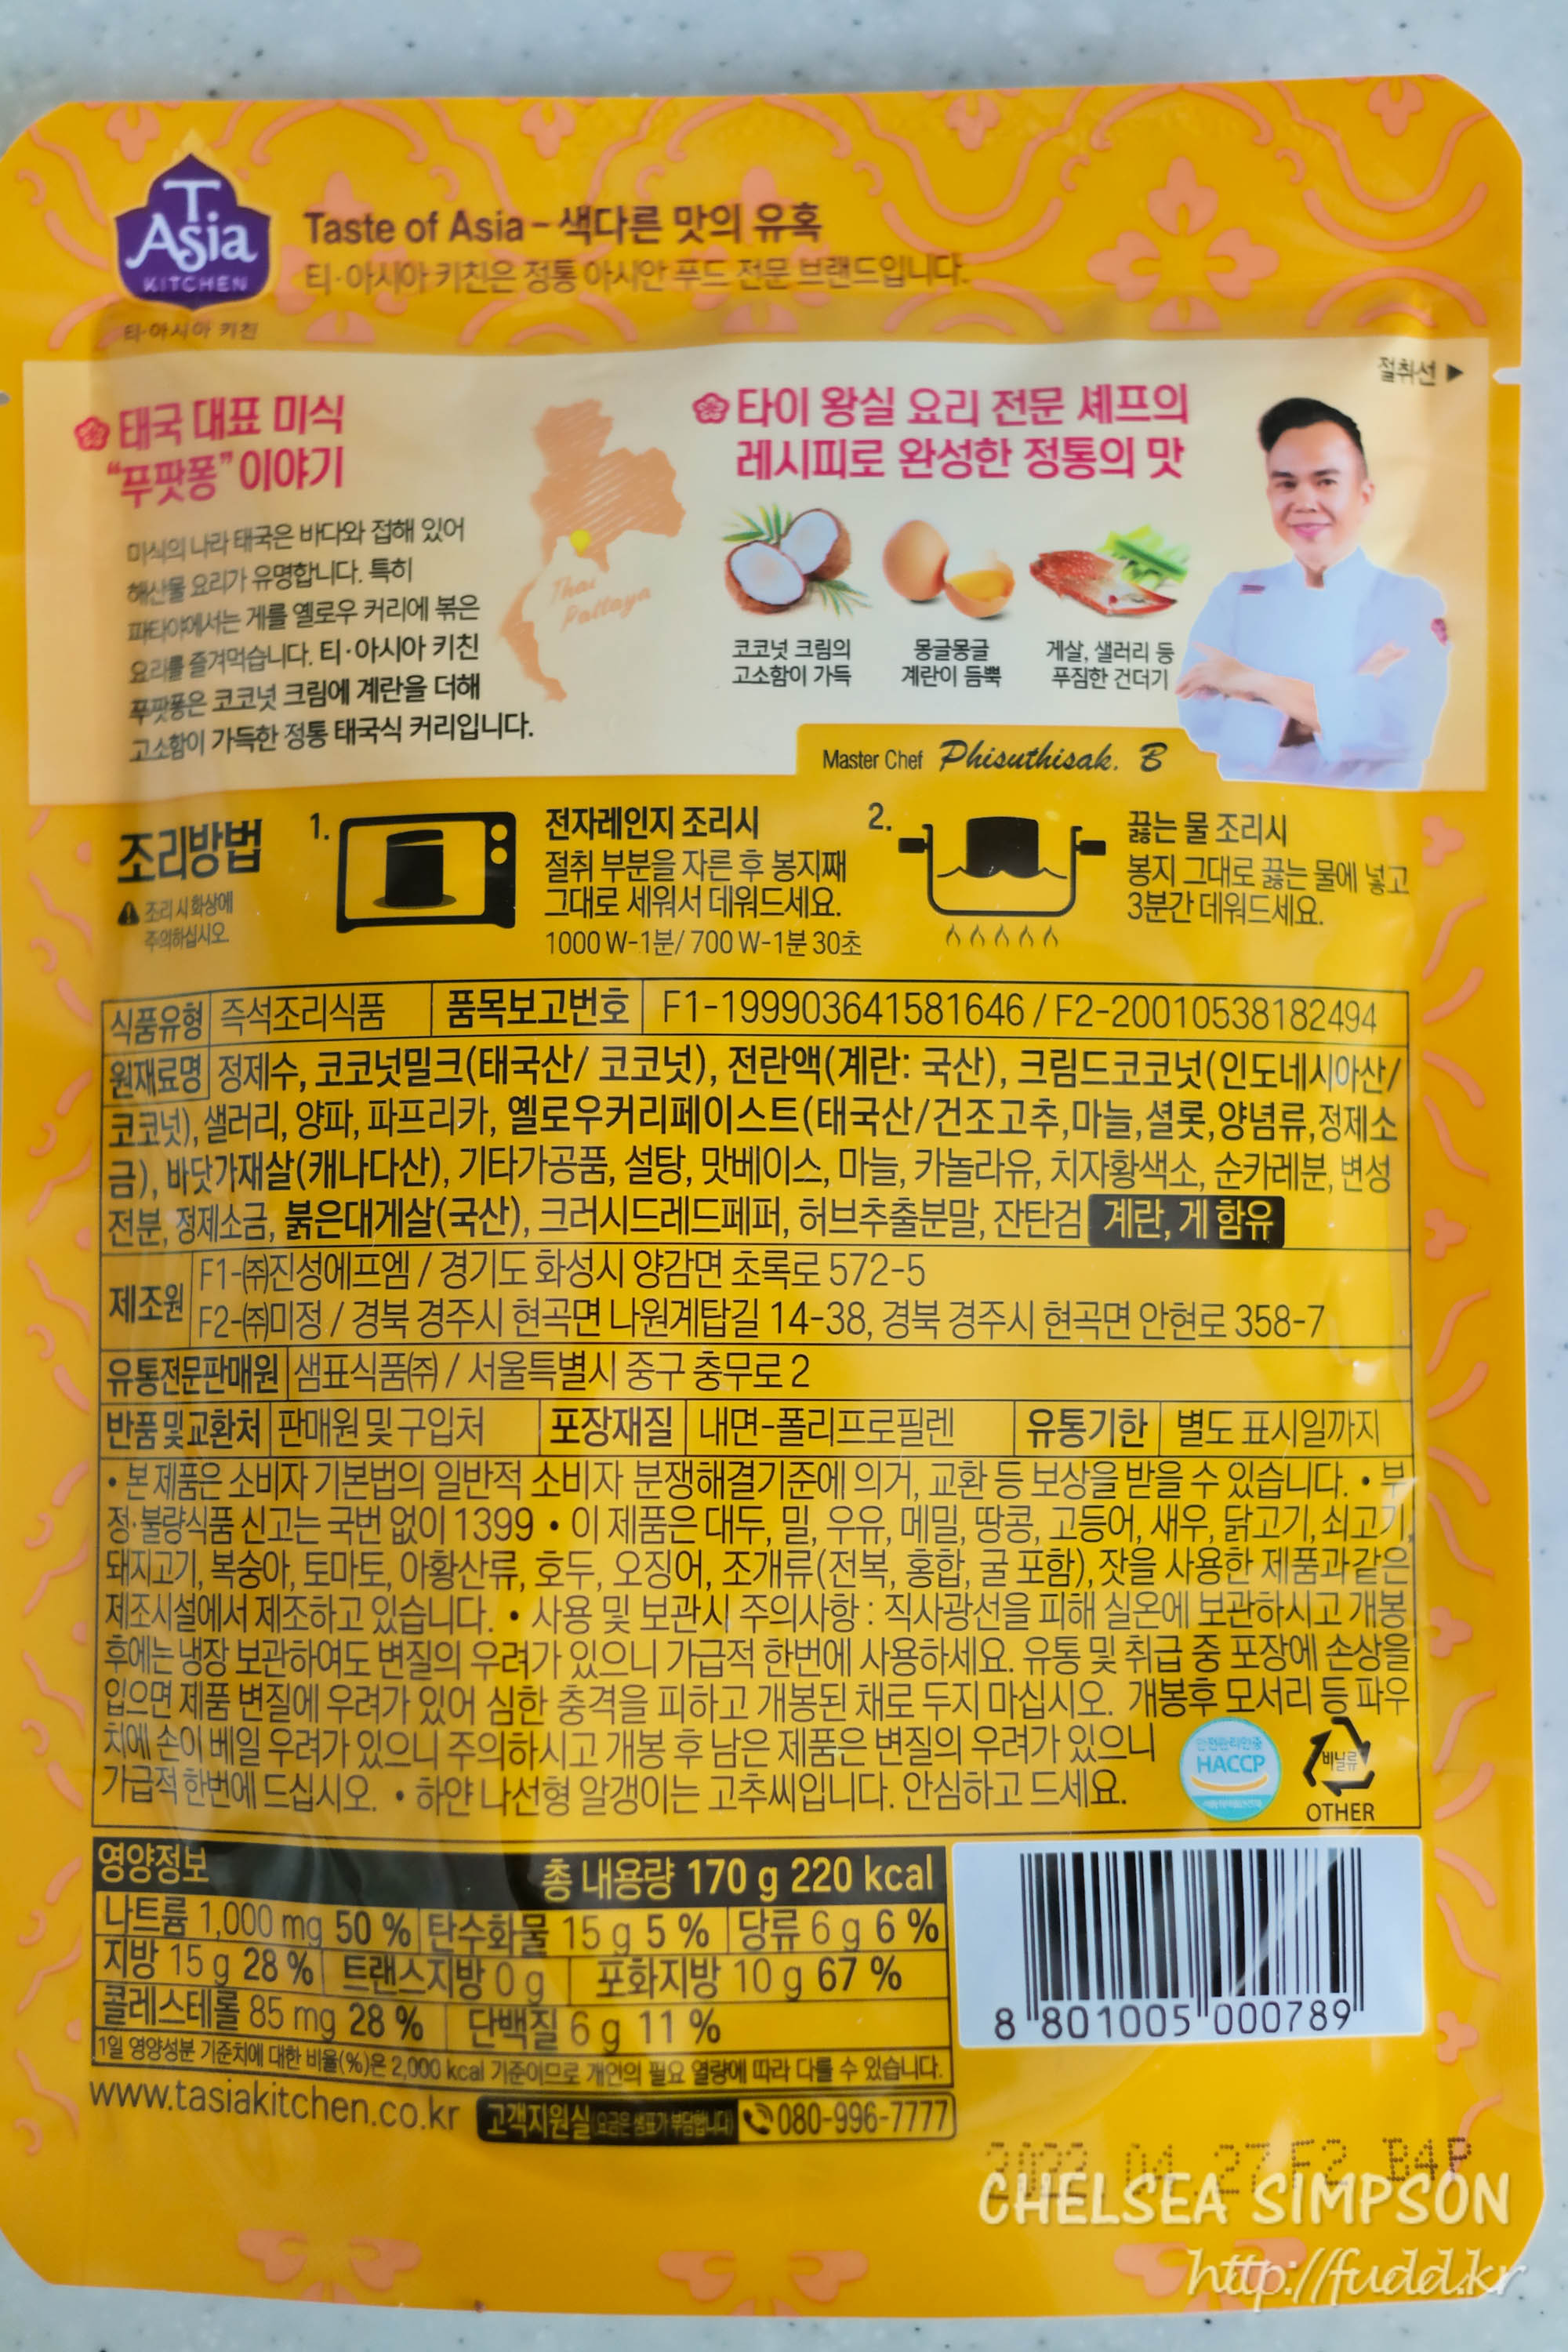 T
Asia
KITCHEN
티·아시아 키친
Taste of Asia - 색다른 맛의 유혹
티·아시아 키친은 정통 아시안 푸드 전문 브랜드입니다.
절취선 ▶
태국 대표 미식
“푸팟퐁” 이야기
미식의 나라 태국은 바다와 접해 있어
해산물 요리가 유명합니다. 특히
파타야에서는 게를 옐로우 커리에 볶은
요리를 즐겨먹습니다. 티·아시아 키친
푸팟퐁은 코코넛 크림에 계란을 더해
고소함이 가득한 정통 태국식 커리입니다.
Thai
Pattaya
타이 왕실 요리 전문 셰프의
레시피로 완성한 정통의 맛
코코넛 크림의
고소함이 가득
몽글몽글
계란이 듬뿍
게살, 샐러리 등
푸짐한 건더기
Master Chef Phisuthisak. B
조리방법
조리시 화상에
주의하십시오.
1.
전자레인지 조리시
절취 부분을 자른 후 봉지째
그대로 세워서 데워드세요.
1000 W-1분/ 700 W-1분 30초
2.
끓는 물 조리시
봉지 그대로 끓는 물에 넣고
3분간 데워드세요.
식품유형 즉석조리식품 품목보고번호 F1-199903641581646 / F2-20010538182494
원재료명 정제수, 코코넛밀크(태국산/ 코코넛), 전란액(계란: 국산), 크림드코코넛(인도네시아산/
코코넛), 샐러리, 양파, 파프리카, 옐로우커리페이스트(태국산/건조고추,마늘,셜롯,양념류,정제소
금), 바닷가재살(캐나다산), 기타가공품, 설탕, 맛베이스, 마늘, 카놀라유, 치자황색소, 순카레분, 변성
전분, 정제소금, 붉은대게살(국산), 크러시드레드페퍼, 허브추출분말, 잔탄검 계란, 게 함유
제조원 F1-㈜진성에프엠 / 경기도 화성시 양감면 초록로 572-5
F2-㈜미정 / 경북 경주시 현곡면 나원계탑길 14-38, 경북 경주시 현곡면 안현로 358-7
유통전문판매원 샘표식품㈜ / 서울특별시 중구 충무로 2
반품 및 교환처 판매원 및 구입처 포장재질 내면-폴리프로필렌 유통기한 별도 표시일까지
• 본 제품은 소비자 기본법의 일반적 소비자 분쟁해결기준에 의거, 교환 등 보상을 받을 수 있습니다. • 부
정·불량식품 신고는 국번 없이 1399 • 이 제품은 대두, 밀, 우유, 메밀, 땅콩, 고등어, 새우, 닭고기, 쇠고기,
돼지고기, 복숭아, 토마토, 아황산류, 호두, 오징어, 조개류(전복, 홍합, 굴 포함), 잣을 사용한 제품과 같은
제조시설에서 제조하고 있습니다. • 사용 및 보관시 주의사항 : 직사광선을 피해 실온에 보관하시고 개봉
후에는 냉장 보관하여도 변질의 우려가 있으니 가급적 한번에 사용하세요. 유통 및 취급 중 포장에 손상을
입으면 제품 변질에 우려가 있어 심한 충격을 피하고 개봉된 채로 두지 마십시오. 개봉후 모서리 등 파우
치에 손이 베일 우려가 있으니 주의하시고 개봉 후 남은 제품은 변질의 우려가 있으니
가급적 한번에 드십시오. • 하얀 나선형 알갱이는 고추씨입니다. 안심하고 드세요.
안전관리인증
HACCP
비닐류
OTHER
영양정보 총 내용량 170 g 220 kcal
나트륨 1,000 mg 50 % 탄수화물 15 g 5 % 당류 6 g 6 %
지방 15 g 28 % 트랜스지방 0 g 포화지방 10 g 67 %
콜레스테롤 85 mg 28 % 단백질 6 g 11 %
1일 영양성분 기준치에 대한 비율(%)은 2,000 kcal 기준이므로 개인의 필요 열량에 따라 다를 수 있습니다.
www.tasiakitchen.co.kr 고객지원실(요금은 샘표가 부담합니다) 080-996-7777
8 801005 000789
2022.04.27F2 B4P
CHELSEA SIMPSON
http://fudd.kr